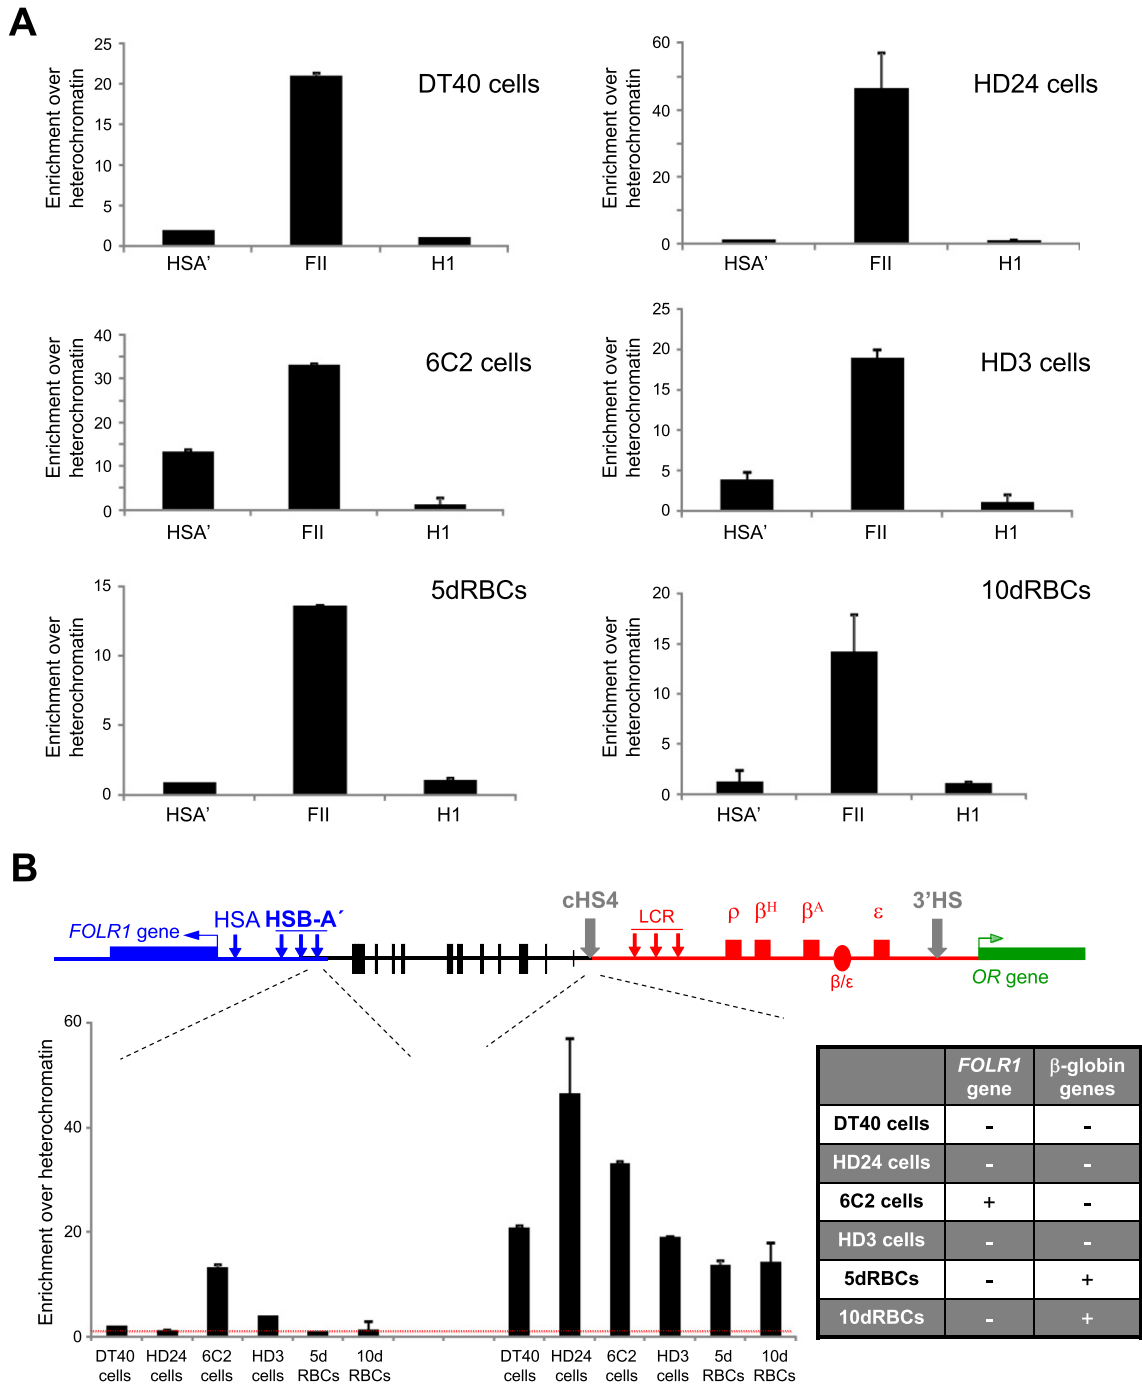 A
Enrichment over
heterochromatin
25
20
15
10
5
0
DT40 cells
HSA’ FII H1
Enrichment over
heterochromatin
60
40
20
0
HD24 cells
HSA’ FII H1
Enrichment over
heterochromatin
40
30
20
10
0
6C2 cells
HSA’ FII H1
Enrichment over
heterochromatin
25
20
15
10
5
0
HD3 cells
HSA’ FII H1
Enrichment over
heterochromatin
15
10
5
0
5dRBCs
HSA’ FII H1
Enrichment over
heterochromatin
20
15
10
5
0
10dRBCs
HSA’ FII H1
B
FOLR1 gene
HSA HSB-A´
cHS4
LCR
ρ βH βA ε
β/ε
3’HS
OR gene
Enrichment over heterochromatin
60
40
20
0
DT40 cells
HD24 cells
6C2 cells
HD3 cells
5d RBCs
10d RBCs
DT40 cells
HD24 cells
6C2 cells
HD3 cells
5d RBCs
10d RBCs
FOLR1 gene β-globin genes
DT40 cells - -
HD24 cells - -
6C2 cells + -
HD3 cells - -
5dRBCs - +
10dRBCs - +